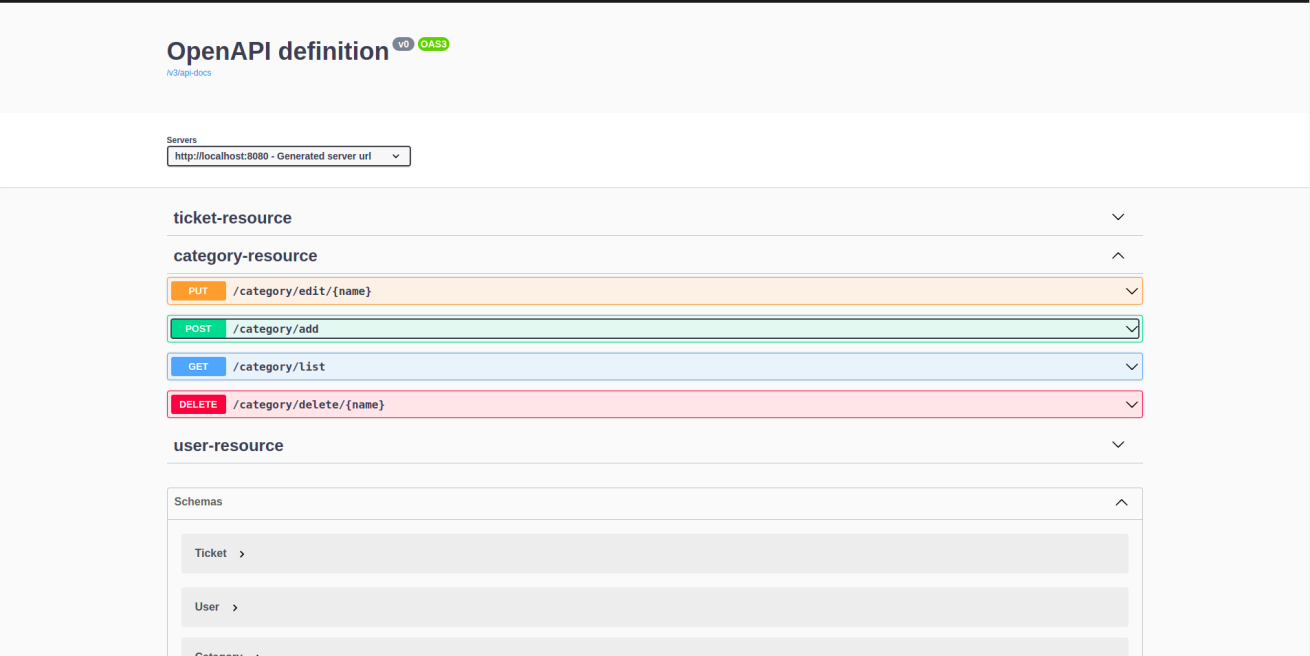 OpenAPI definition v0 OAS3
/v3/api-docs
Servers
http://localhost:8080 - Generated server url
ticket-resource
category-resource
PUT /category/edit/{name}
POST /category/add
GET /category/list
DELETE /category/delete/{name}
user-resource
Schemas
Ticket
User
Category